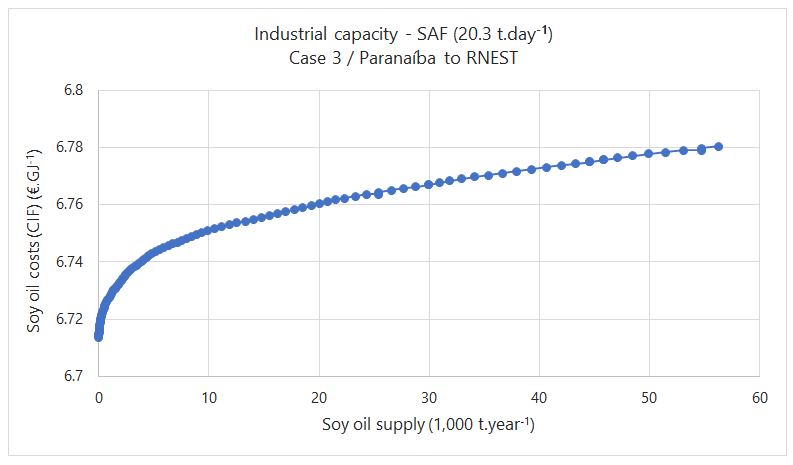 Industrial capacity - SAF (20.3 t.day⁻¹)
Case 3 / Paranaíba to RNEST
Soy oil costs (CIF) (€.GJ⁻¹)
6.8
6.78
6.76
6.74
6.72
6.7
0 10 20 30 40 50 60
Soy oil supply (1,000 t.year⁻¹)